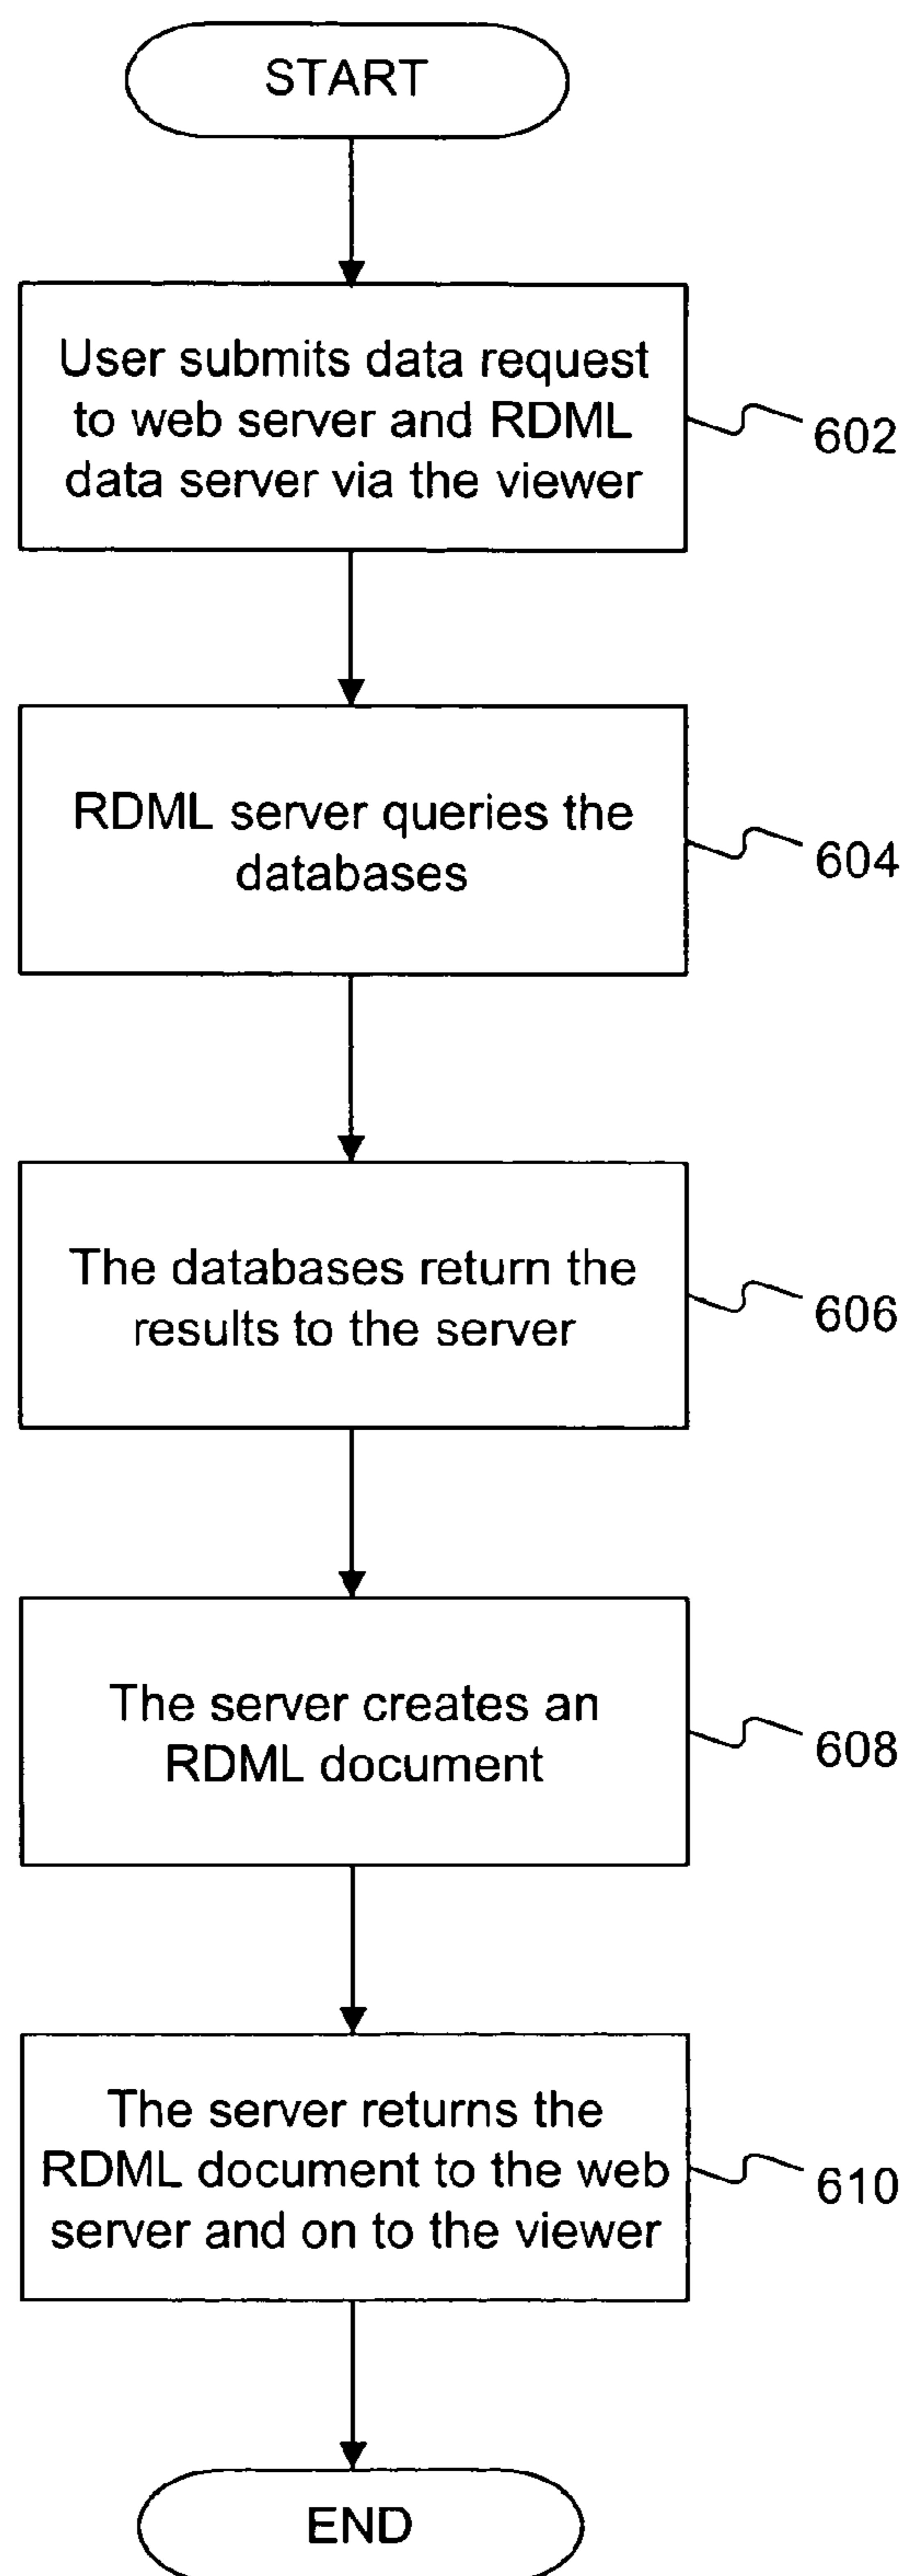 START
User submits data request
to web server and RDML
data server via the viewer
602
RDML server queries the
databases
604
The databases return the
results to the server
606
The server creates an
RDML document
608
The server returns the
RDML document to the web
server and on to the viewer
610
END